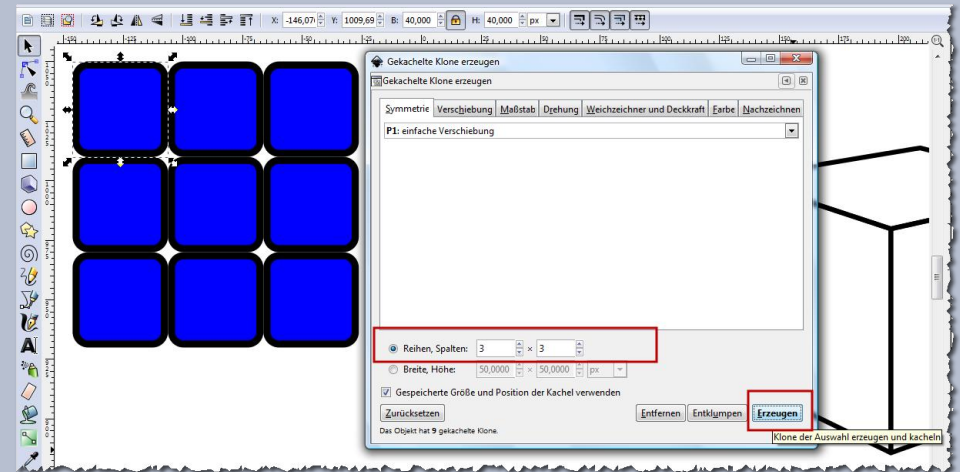 X: -146,07( Y: 1009,69 B: 40,000 H: 40,000 px
Gekachelte Klone erzeugen
Gekachelte Klone erzeugen
Symmetrie Verschiebung Maßstab Drehung Weichzeichner und Deckkraft Farbe Nachzeichnen
P1: einfache Verschiebung
Reihen, Spalten: 3 × 3
Breite, Höhe: 50,0000 × 50,0000 px
Gespeicherte Größe und Position der Kachel verwenden
Zurücksetzen Entfernen Entklumpen Erzeugen
Das Objekt hat 9 gekachelte Klone.
Klone der Auswahl erzeugen und kacheln